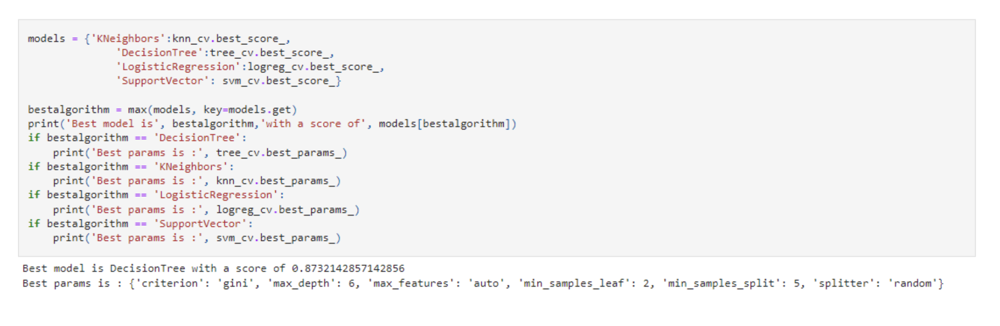 models = {'KNeighbors':knn_cv.best_score_,
              'DecisionTree':tree_cv.best_score_,
              'LogisticRegression':logreg_cv.best_score_,
              'SupportVector': svm_cv.best_score_}
bestalgorithm = max(models, key=models.get)
print('Best model is', bestalgorithm,'with a score of', models[bestalgorithm])
if bestalgorithm == 'DecisionTree':
    print('Best params is :', tree_cv.best_params_)
if bestalgorithm == 'KNeighbors':
    print('Best params is :', knn_cv.best_params_)
if bestalgorithm == 'LogisticRegression':
    print('Best params is :', logreg_cv.best_params_)
if bestalgorithm == 'SupportVector':
    print('Best params is :', svm_cv.best_params_)
Best model is DecisionTree with a score of 0.8732142857142856
Best params is : {'criterion': 'gini', 'max_depth': 6, 'max_features': 'auto', 'min_samples_leaf': 2, 'min_samples_split': 5, 'splitter': 'random'}